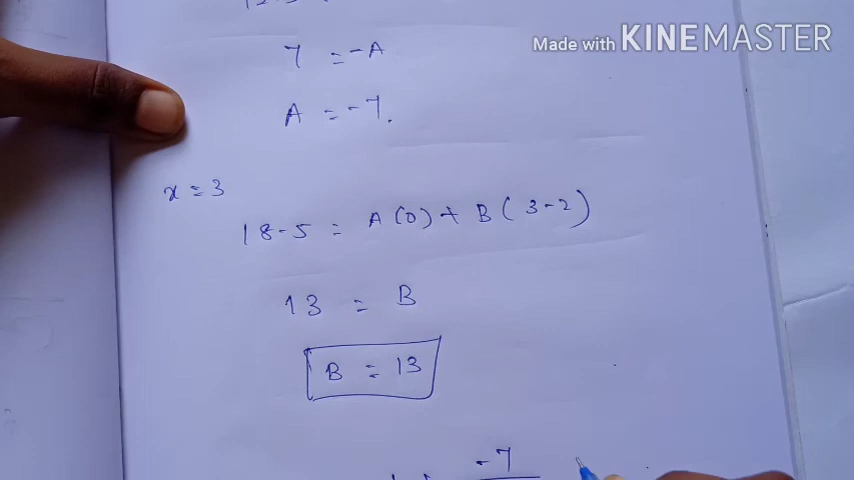 Made with KINEMASTER
7 = -A
A = -7.
x = 3
18-5 = A(0) + B(3-2)
13 = B
B = 13
-7